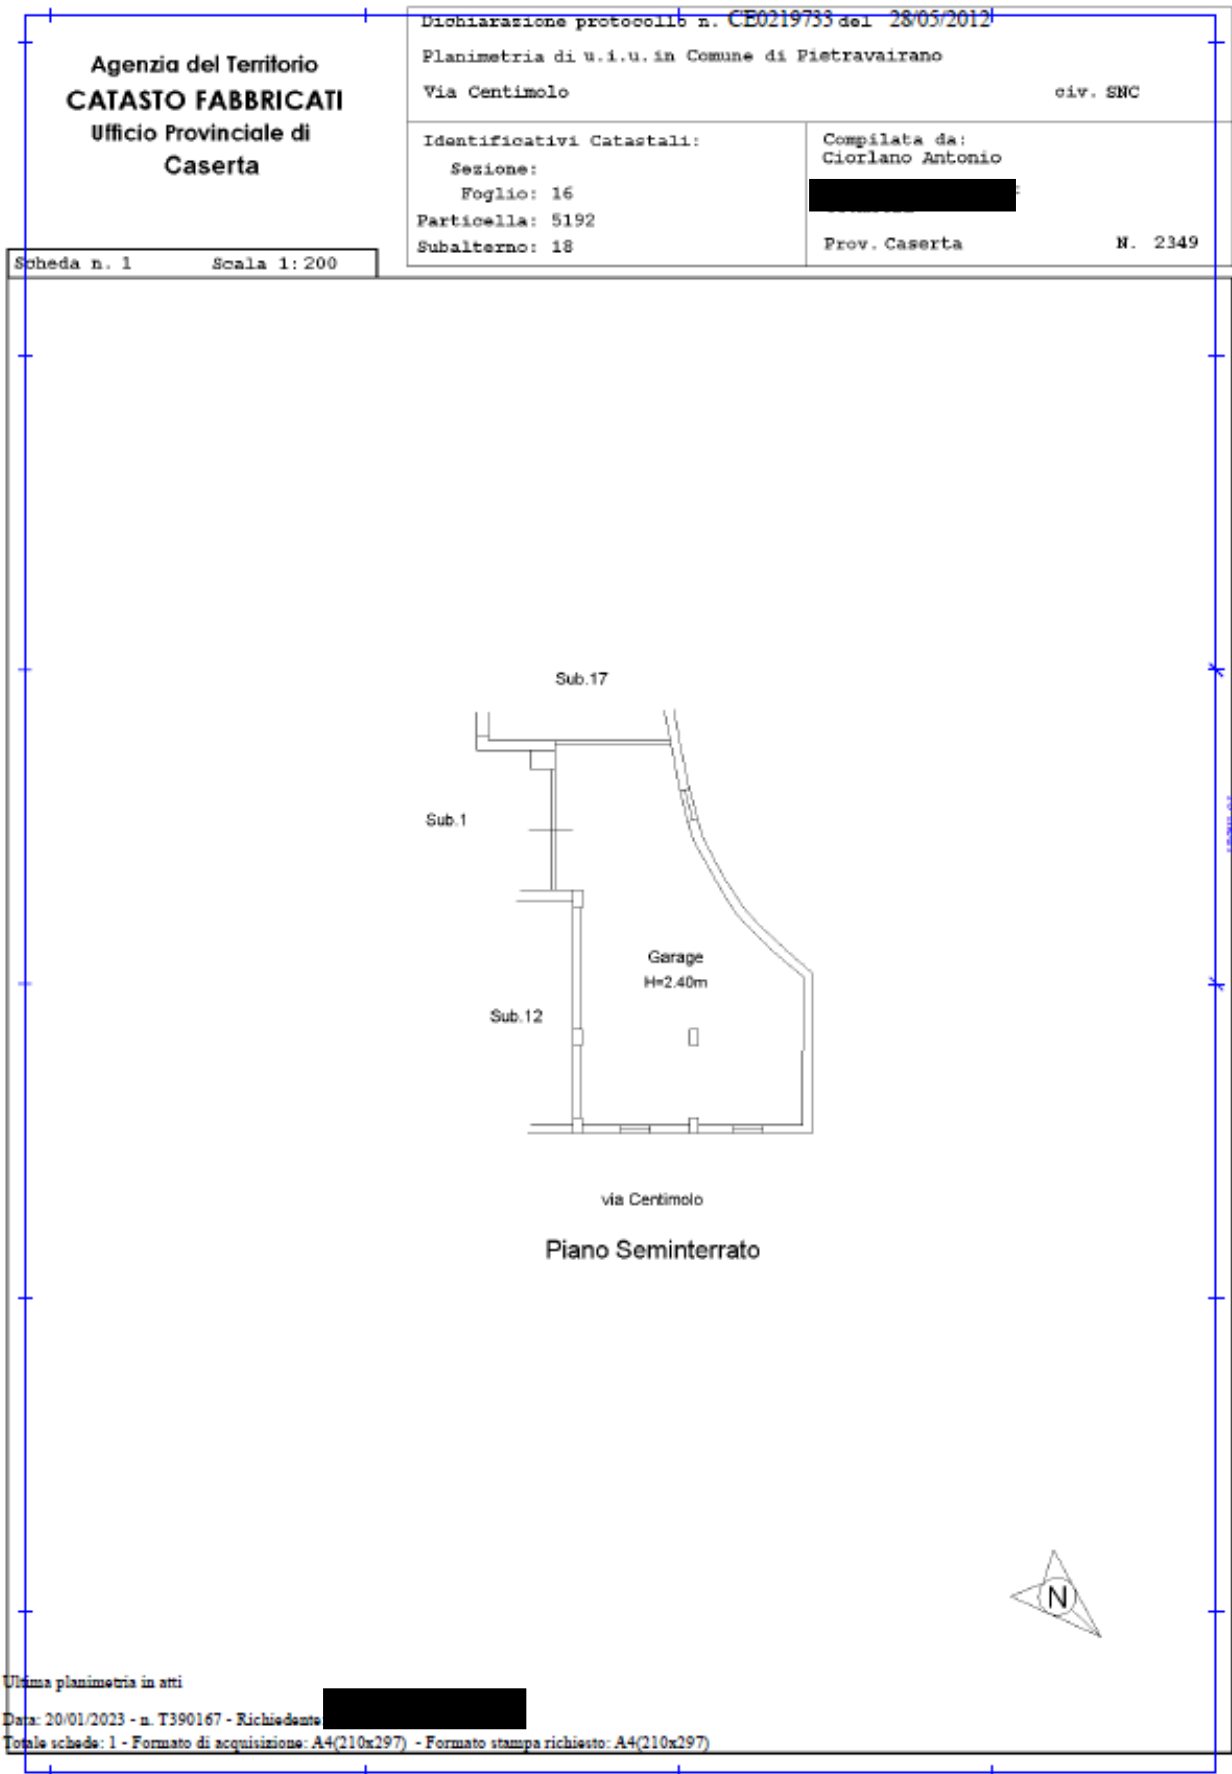 Agenzia del Territorio
CATASTO FABBRICATI
Ufficio Provinciale di
Caserta
Dichiarazione protocollo n. CE0219733 del 28/05/2012
Planimetria di u.i.u. in Comune di Pietravairano
Via Centimolo civ. SNC
Identificativi Catastali:
Sezione:
Foglio: 16
Particella: 5192
Subalterno: 18
Compilata da:
Ciorlano Antonio
Prov. Caserta N. 2349
Scheda n. 1 Scala 1:200
Sub.17
Sub.1
Garage
H=2.40m
Sub.12
via Centimolo
Piano Seminterrato
N
Ultima planimetria in atti
Data: 20/01/2023 - n. T390167 - Richiedente
Totale schede: 1 - Formato di acquisizione: A4(210x297) - Formato stampa richiesto: A4(210x297)